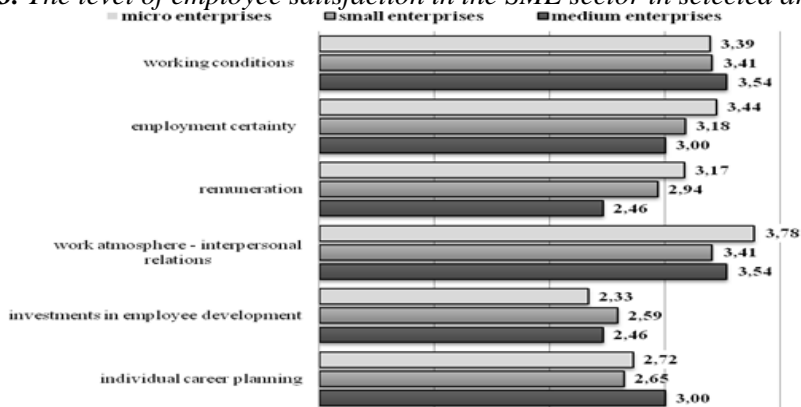 The level of employee satisfaction in the SME sector in selected
micro enterprises small enterprises medium enterprises
working conditions
3,39
3,41
3,54
employment certainty
3,44
3,18
3,00
remuneration
3,17
2,94
2,46
work atmosphere - interpersonal
relations
3,78
3,41
3,54
investments in employee development
2,33
2,59
2,46
individual career planning
2,72
2,65
3,00